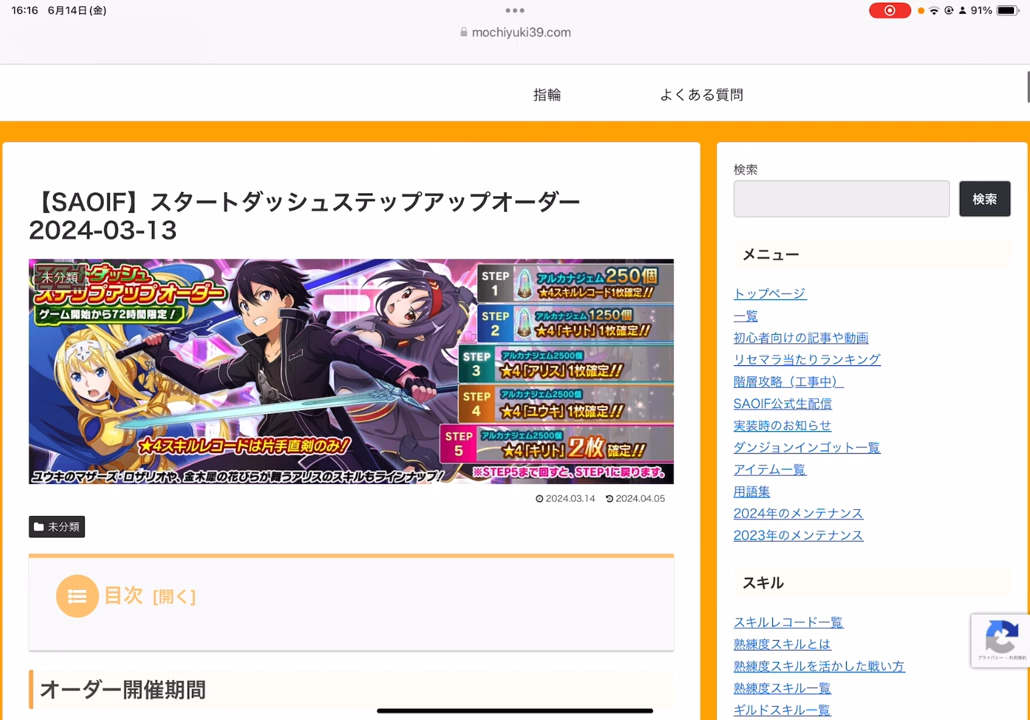 16:16 6月14日(金)
91%
mochiyuki39.com
指輪
よくある質問
【SAOIF】スタートダッシュステップアップオーダー
2024-03-13
未分類
スタートダッシュ
ステップアップオーダー
ゲーム開始から72時間限定！
STEP
1
アルカナジェム250個
★4スキルレコード1枚確定!!
STEP
2
アルカナジェム1250個
★4「キリト」1枚確定!!
STEP
3
アルカナジェム2500個
★4「アリス」1枚確定!!
STEP
4
アルカナジェム2500個
★4「ユウキ」1枚確定!!
STEP
5
アルカナジェム2500個
★4「キリト」2枚確定!!
★4スキルレコードは片手直剣のみ!
※STEP5まで回すと、STEP1に戻ります。
ユウキのマザーズ・ロザリオや、金木犀の花びらが舞うアリスのスキルもラインナップ！
2024.03.14 2024.04.05
未分類
目次 [開く]
オーダー開催期間
検索
検索
メニュー
トップページ
一覧
初心者向けの記事や動画
リセマラ当たりランキング
階層攻略（工事中）
SAOIF公式生配信
実装時のお知らせ
ダンジョンインゴット一覧
アイテム一覧
用語集
2024年のメンテナンス
2023年のメンテナンス
スキル
スキルレコード一覧
熟練度スキルとは
熟練度スキルを活かした戦い方
熟練度スキル一覧
ギルドスキル一覧
プライバシー - 利用規約